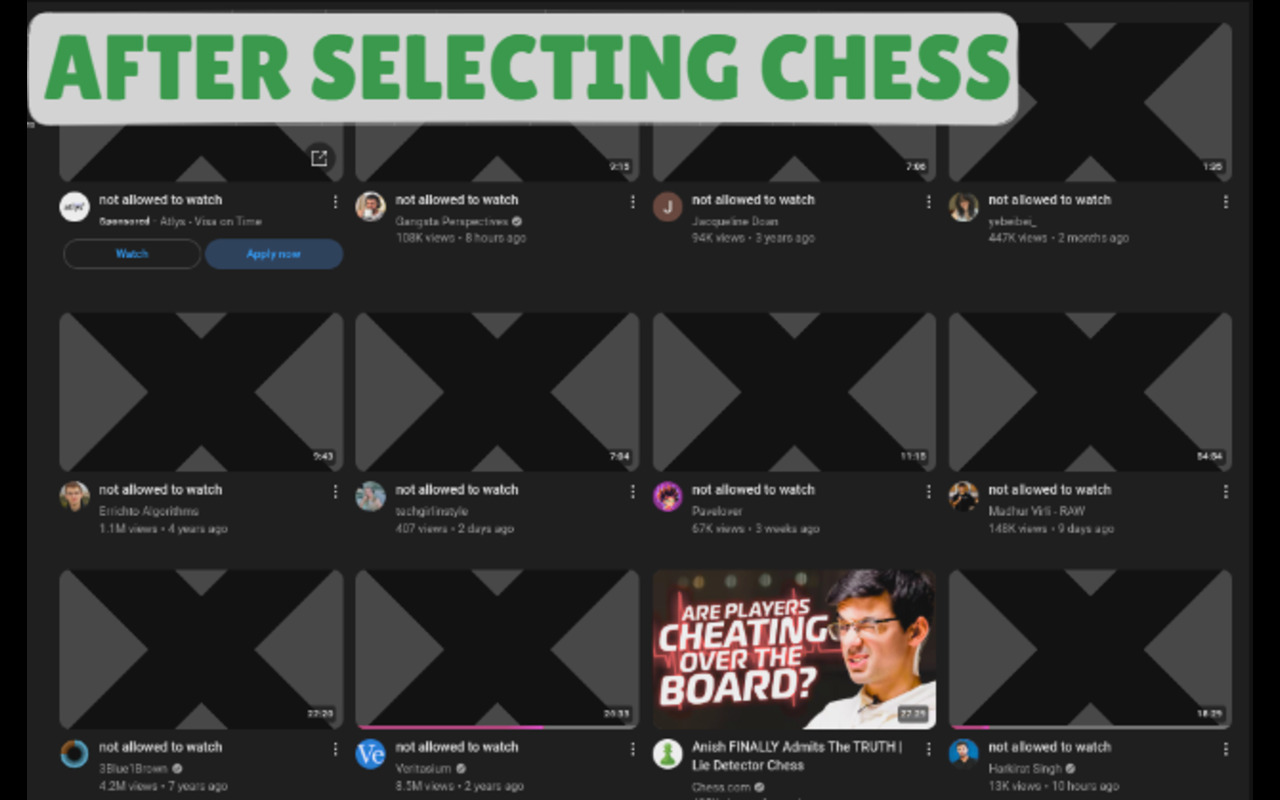 AFTER SELECTING CHESS
9:15
7:06
1:35
atlys
not allowed to watch
Sponsored · Atlys - Visa on Time
Watch
Apply now
not allowed to watch
Gangsta Perspectives
108K views • 8 hours ago
J
not allowed to watch
Jacqueline Doan
94K views • 3 years ago
not allowed to watch
yebeibei_
447K views • 2 months ago
9:43
7:04
11:15
54:54
not allowed to watch
Errichto Algorithms
1.1M views • 4 years ago
not allowed to watch
techgirlinstyle
407 views • 2 days ago
not allowed to watch
Pavelover
67K views • 3 weeks ago
not allowed to watch
Madhur Virli - RAW
148K views • 9 days ago
ARE PLAYERS
CHEATING
OVER THE
BOARD?
22:20
18:29
not allowed to watch
3Blue1Brown
4.2M views • 7 years ago
Ve
not allowed to watch
Veritasium
8.5M views • 2 years ago
Anish FINALLY Admits The TRUTH |
Lie Detector Chess
Chess.com
not allowed to watch
Harkirat Singh
13K views • 10 hours ago